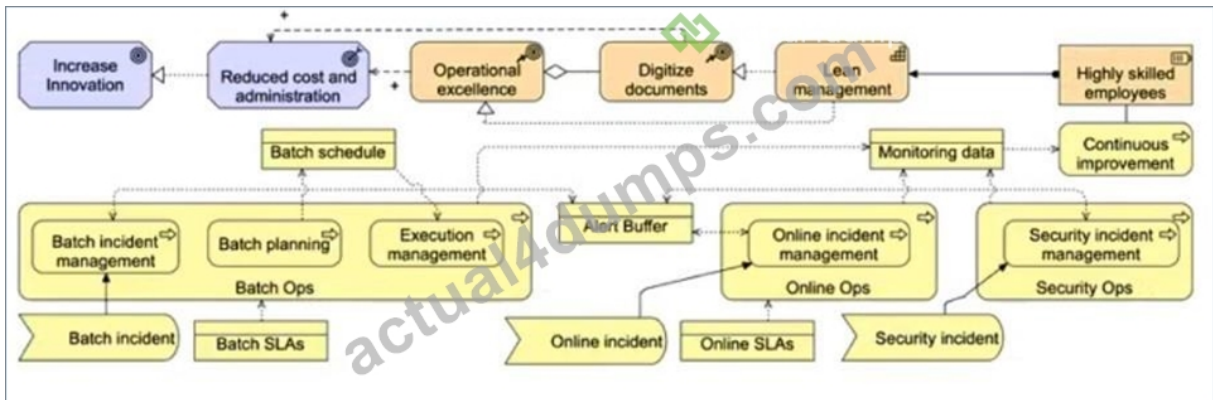 +
Increase
Innovation
Reduced cost and
administration
+
Operational
excellence
Digitize
documents
Lean
management
Highly skilled
employees
Batch schedule
Monitoring data
Continuous
improvement
Batch incident
management
Batch planning
Execution
management
Alert Buffer
Online incident
management
Security incident
management
Batch Ops
Online Ops
Security Ops
Batch incident
Batch SLAs
Online incident
Online SLAs
Security incident
actual4dumps.com